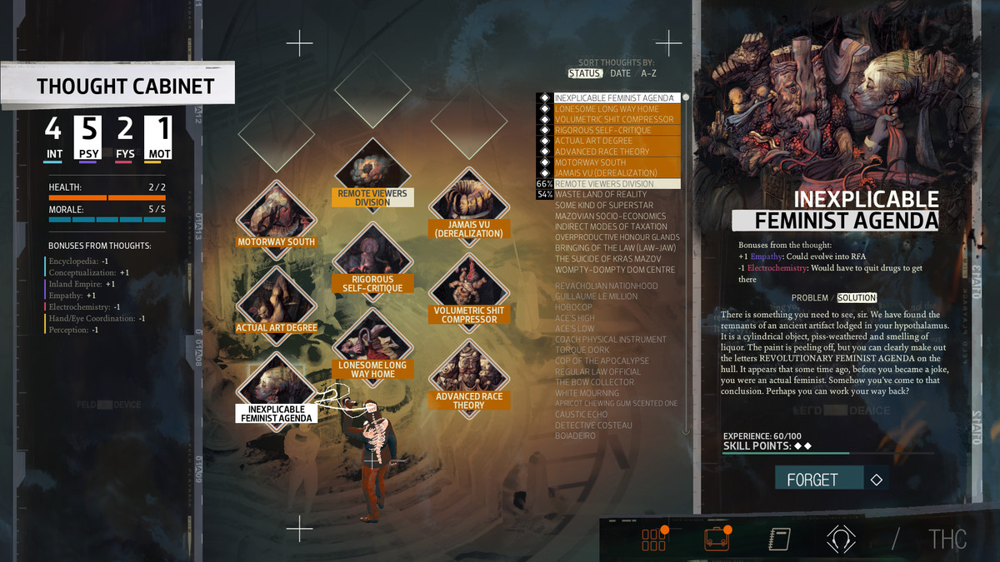 THOUGHT CABINET
4 5 2 1
INT PSY FYS MOT
HEALTH: 2/2
MORALE: 5/5
BONUSES FROM THOUGHTS:
Encyclopedia: -1
Conceptualization: +1
Inland Empire: +1
Empathy: +1
Electrochemistry: -1
Hand/Eye Coordination: -1
Perception: -1
REMOTE VIEWERS
DIVISION
MOTORWAY SOUTH
JAMAIS VU
(DEREALIZATION)
RIGOROUS
SELF-CRITIQUE
ACTUAL ART DEGREE
VOLUMETRIC SHIT
COMPRESSOR
LONESOME LONG
WAY HOME
INEXPLICABLE
FEMINIST AGENDA
ADVANCED RACE
THEORY
SORT THOUGHTS BY:
STATUS / DATE / A-Z
INEXPLICABLE FEMINIST AGENDA
LONESOME LONG WAY HOME
VOLUMETRIC SHIT COMPRESSOR
RIGOROUS SELF-CRITIQUE
ACTUAL ART DEGREE
ADVANCED RACE THEORY
MOTORWAY SOUTH
JAMAIS VU (DEREALIZATION)
66% REMOTE VIEWERS DIVISION
54% WASTE LAND OF REALITY
SOME KIND OF SUPERSTAR
MAZOVIAN SOCIO-ECONOMICS
INDIRECT MODES OF TAXATION
OVERPRODUCTIVE HONOUR GLANDS
BRINGING OF THE LAW (LAW-JAW)
THE SUICIDE OF KRAS MAZOV
WOMPTY-DOMPTY DOM CENTRE
REVACHOLIAN NATIONHOOD
GUILLAUME LE MILLION
HOBOCOP
ACE'S HIGH
ACE'S LOW
COACH PHYSICAL INSTRUMENT
TORQUE DORK
COP OF THE APOCALYPSE
REGULAR LAW OFFICIAL
THE BOW COLLECTOR
WHITE MOURNING
APRICOT CHEWING GUM SCENTED ONE
CAUSTIC ECHO
DETECTIVE COSTEAU
BOIADEIRO
INEXPLICABLE
FEMINIST AGENDA
Bonuses from the thought:
+1 Empathy: Could evolve into RFA
-1 Electrochemistry: Would have to quit drugs to get
there
PROBLEM / SOLUTION
There is something you need to see, sir. We have found the
remnants of an ancient artifact lodged in your hypothalamus.
It is a cylindrical object, piss-weathered and smelling of
liquor. The paint is peeling off, but you can clearly make out
the letters REVOLUTIONARY FEMINIST AGENDA on the
hull. It appears that some time ago, before you became a joke,
you were an actual feminist. Somehow you've come to that
conclusion. Perhaps you can work your way back?
EXPERIENCE: 60/100
SKILL POINTS:
FORGET
/ THC